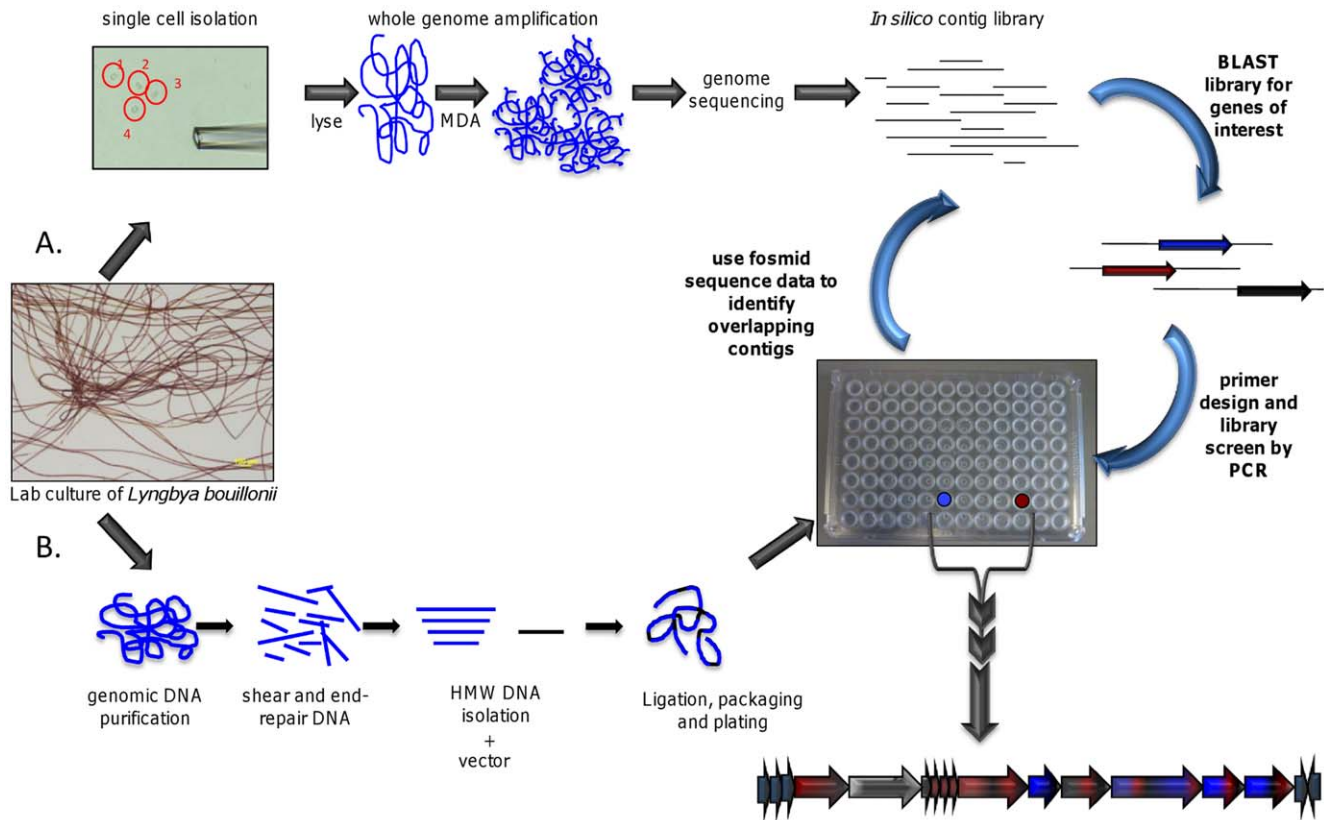 single cell isolation
whole genome amplification
In silico contig library
1
2
3
4
lyse
MDA
genome
sequencing
BLAST
library for
genes of
interest
A.
use fosmid
sequence data to
identify
overlapping
contigs
primer
design and
library
screen by
PCR
Lab culture of Lyngbya bouillonii
B.
genomic DNA
purification
shear and end-
repair DNA
HMW DNA
isolation
+
vector
Ligation, packaging
and plating